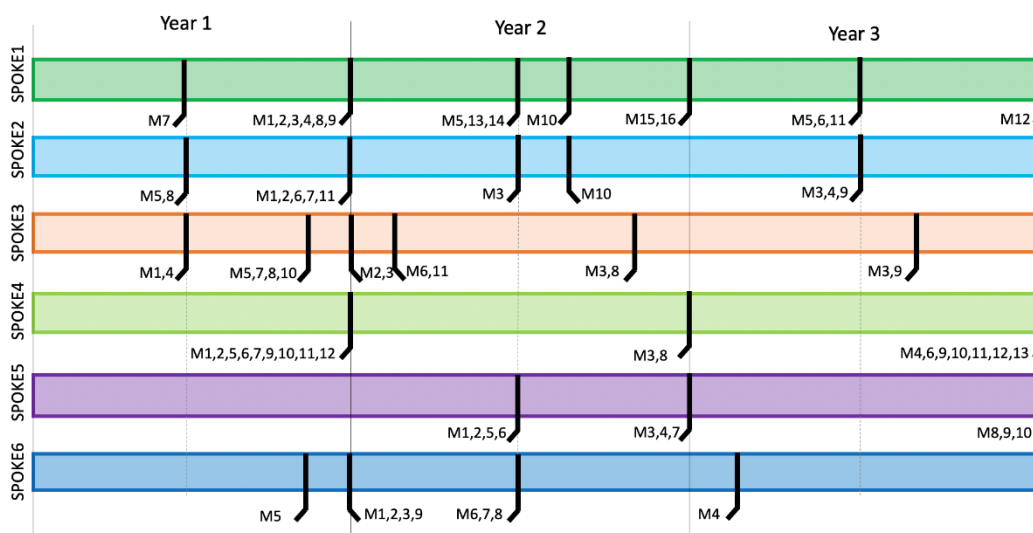 Year 1
Year 2
Year 3
SPOKE1
M7
M1,2,3,4,8,9
M5,13,14
M10
M15,16
M5,6,11
M12
SPOKE2
M5,8
M1,2,6,7,11
M3
M10
M3,4,9
SPOKE3
M1,4
M5,7,8,10
M2,3
M6,11
M3,8
M3,9
SPOKE4
M1,2,5,6,7,9,10,11,12
M3,8
M4,6,9,10,11,12,13
SPOKE5
M1,2,5,6
M3,4,7
M8,9,10
SPOKE6
M5
M1,2,3,9
M6,7,8
M4